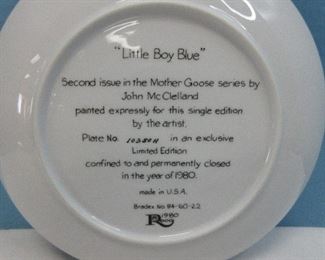 "Little Boy Blue"
Second issue in the Mother Goose series by
John McClelland
painted expressly for this single edition
by the artist.
Plate No. in an exclusive
Limited Edition
confined to and permanently closed
in the year of 1980.
made in U.S.A.
Bradex No. 84-60-2.2
1980